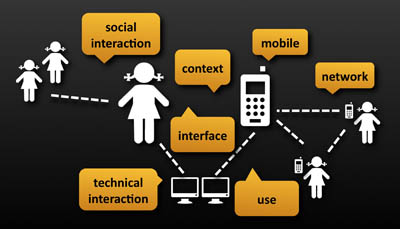 social
interaction
mobile
context
network
interface
technical
interaction
use